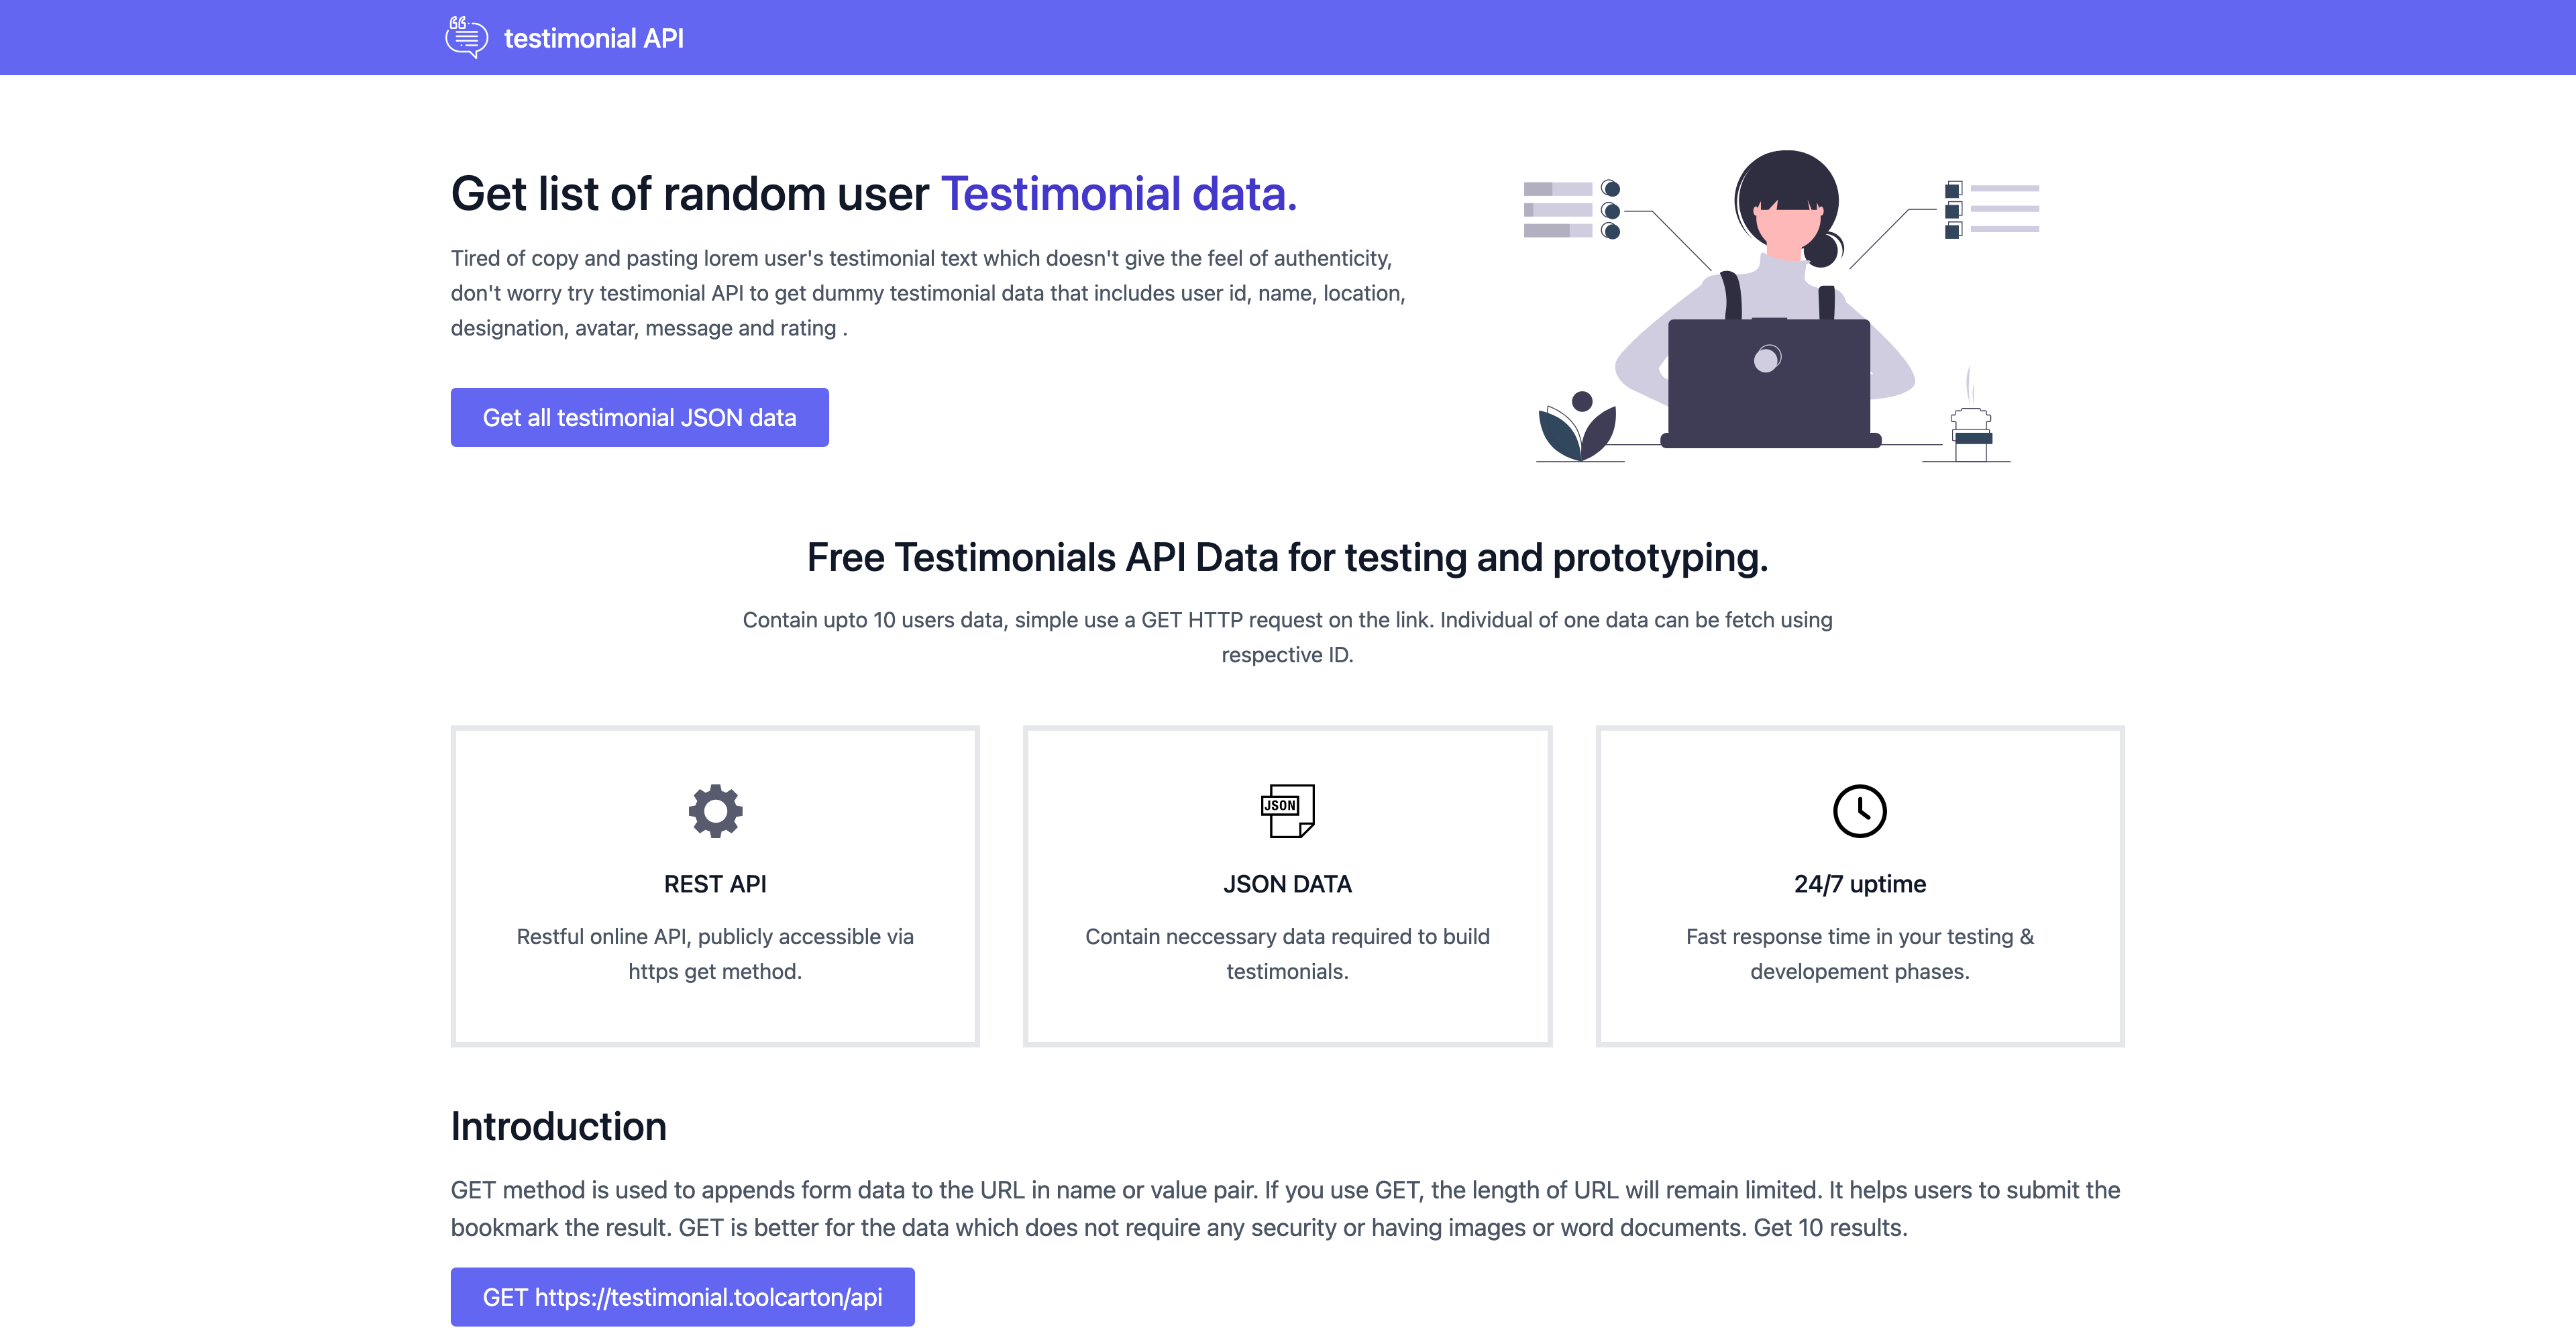 testimonial API
Get list of random user Testimonial data.
Tired of copy and pasting lorem user's testimonial text which doesn't give the feel of authenticity,
don't worry try testimonial API to get dummy testimonial data that includes user id, name, location,
designation, avatar, message and rating .
Get all testimonial JSON data
Free Testimonials API Data for testing and prototyping.
Contain upto 10 users data, simple use a GET HTTP request on the link. Individual of one data can be fetch using
respective ID.
REST API
Restful online API, publicly accessible via
https get method.
JSON
JSON DATA
Contain neccessary data required to build
testimonials.
24/7 uptime
Fast response time in your testing &
developement phases.
Introduction
GET method is used to appends form data to the URL in name or value pair. If you use GET, the length of URL will remain limited. It helps users to submit the
bookmark the result. GET is better for the data which does not require any security or having images or word documents. Get 10 results.
GET https://testimonial.toolcarton/api